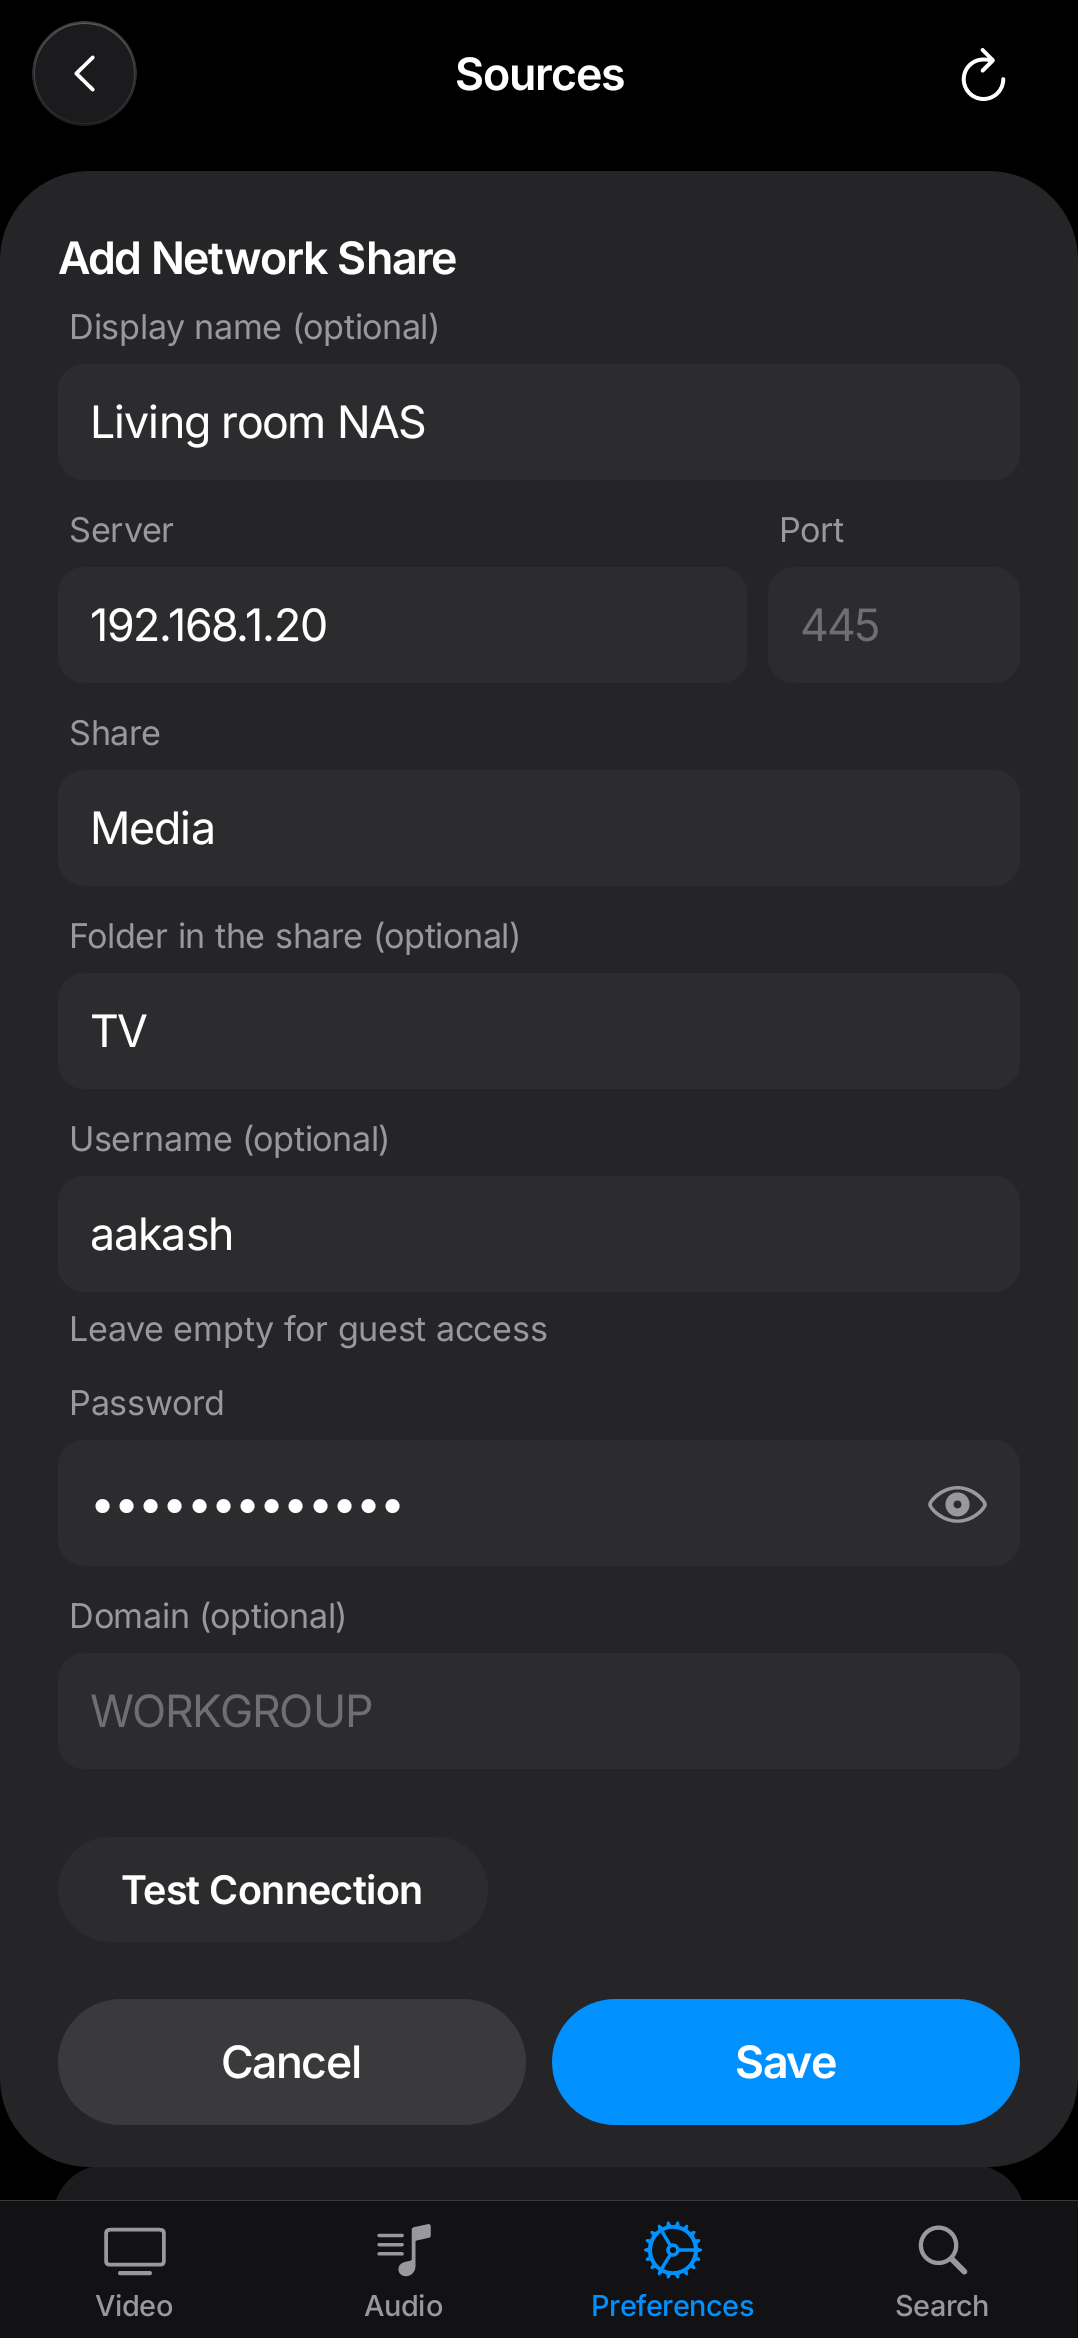 Sources
Add Network Share
Display name (optional)
Living room NAS
Server
Port
192.168.1.20
445
Share
Media
Folder in the share (optional)
TV
Username (optional)
aakash
Leave empty for guest access
Password
•••••••••••••
Domain (optional)
WORKGROUP
Test Connection
Cancel
Save
Video
Audio
Preferences
Search